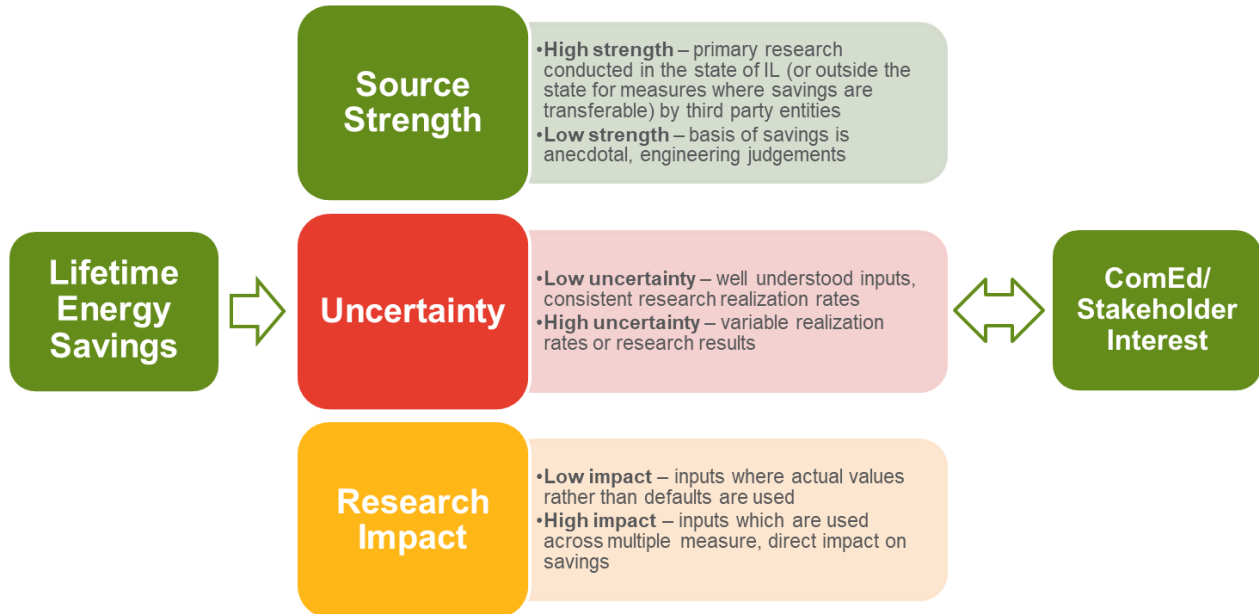 Source
Strength
•High strength – primary research
conducted in the state of IL (or outside the
state for measures where savings are
transferable) by third party entities
•Low strength – basis of savings is
anecdotal, engineering judgements
Lifetime
Energy
Savings
Uncertainty
•Low uncertainty – well understood inputs,
consistent research realization rates
•High uncertainty – variable realization
rates or research results
ComEd/
Stakeholder
Interest
Research
Impact
•Low impact – inputs where actual values
rather than defaults are used
•High impact – inputs which are used
across multiple measure, direct impact on
savings